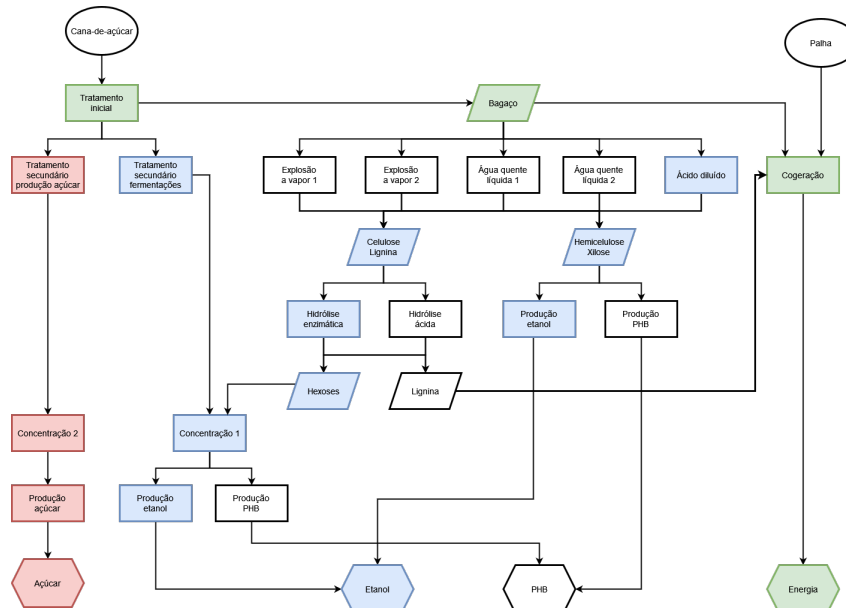 Cana-de-açúcar
Palha
Tratamento
inicial
Bagaço
Tratamento
secundário
produção açúcar
Tratamento
secundário
fermentações
Explosão
a vapor 1
Explosão
a vapor 2
Água quente
líquida 1
Água quente
líquida 2
Ácido diluído
Cogeração
Celulose
Lignina
Hemicelulose
Xilose
Hidrólise
enzimática
Hidrólise
ácida
Produção
etanol
Produção
PHB
Hexoses
Lignina
Concentração 2
Concentração 1
Produção
açúcar
Produção
etanol
Produção
PHB
Açúcar
Etanol
PHB
Energia